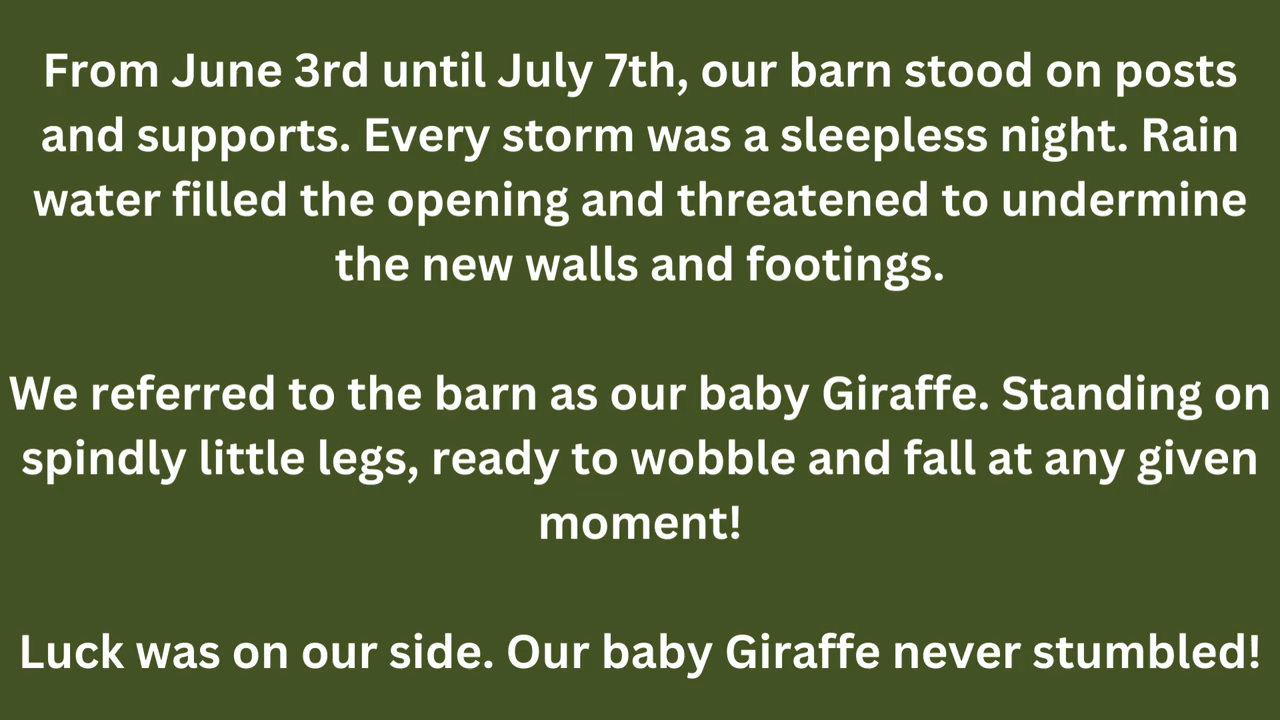 From June 3rd until July 7th, our barn stood on posts
and supports. Every storm was a sleepless night. Rain
water filled the opening and threatened to undermine
the new walls and footings.
We referred to the barn as our baby Giraffe. Standing on
spindly little legs, ready to wobble and fall at any given
moment!
Luck was on our side. Our baby Giraffe never stumbled!